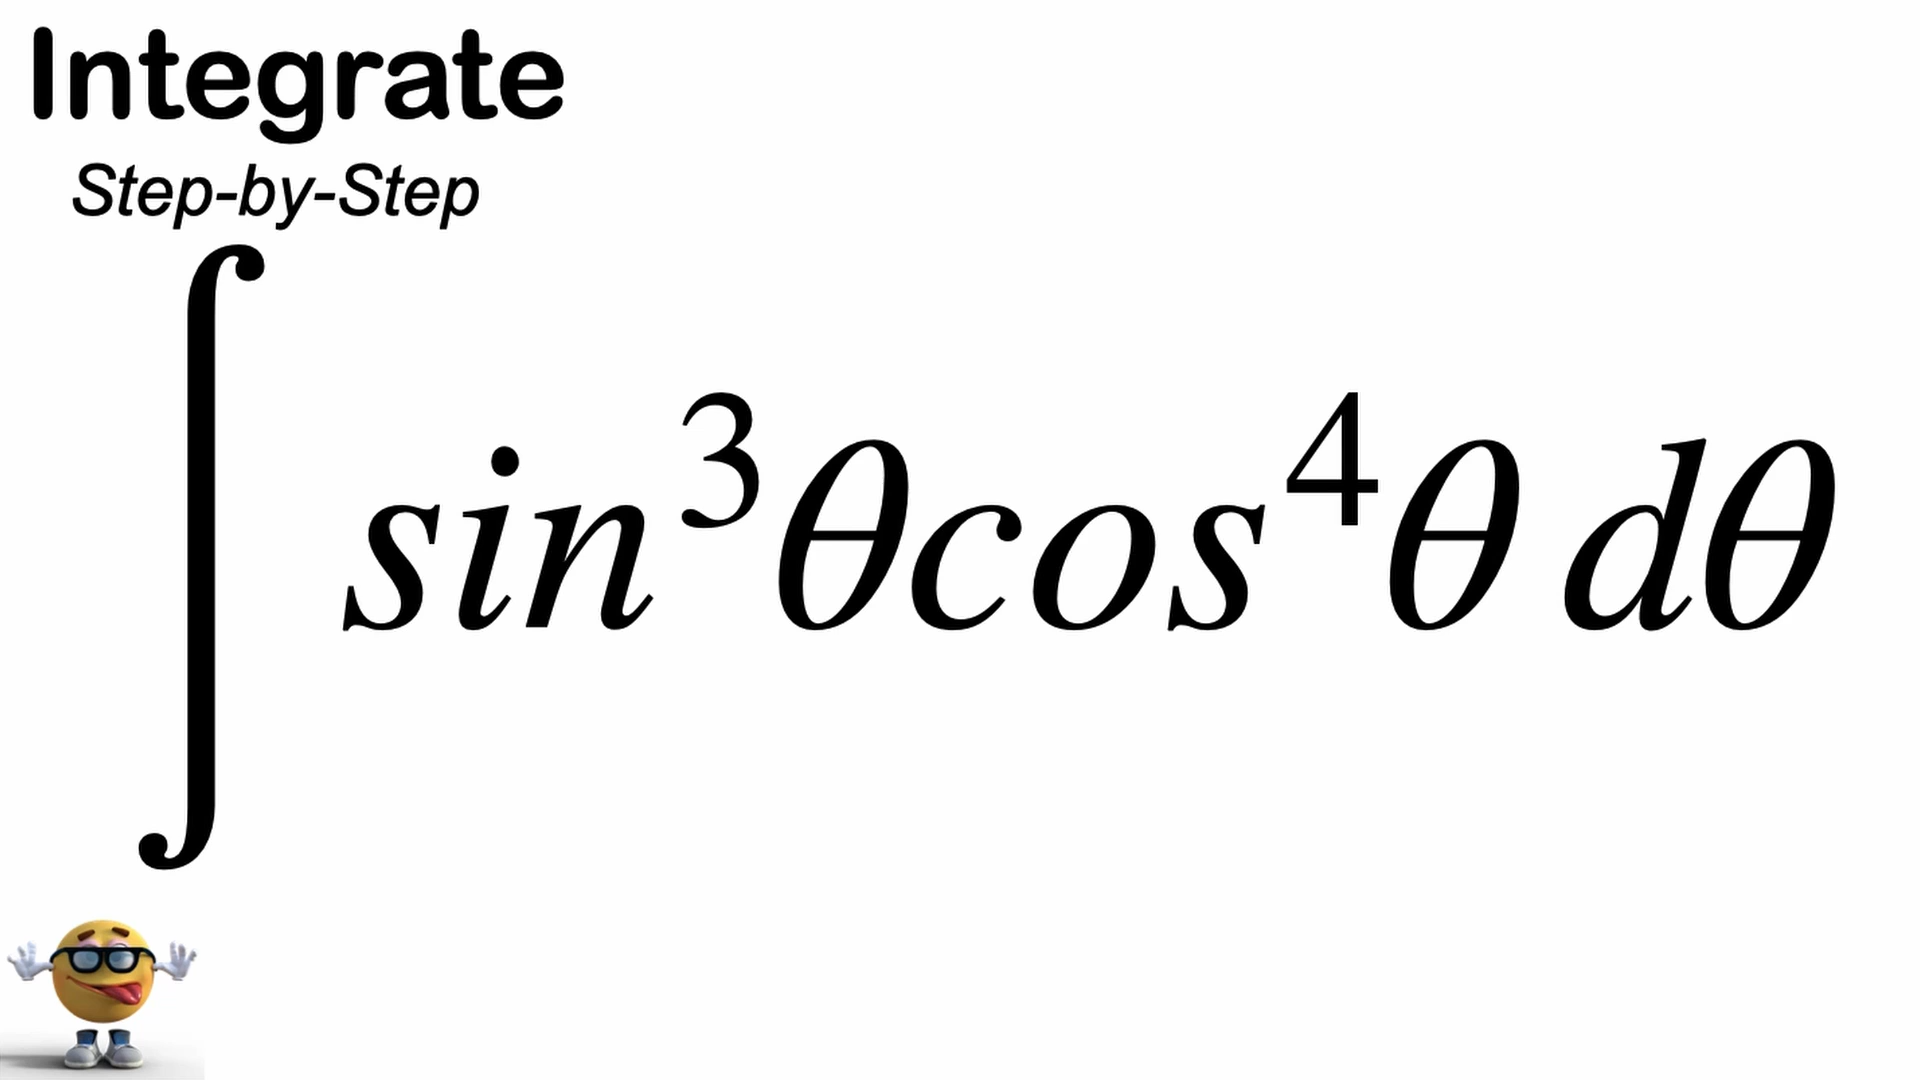 Integrate
Step-by-Step
∫ sin³θcos⁴θ dθ